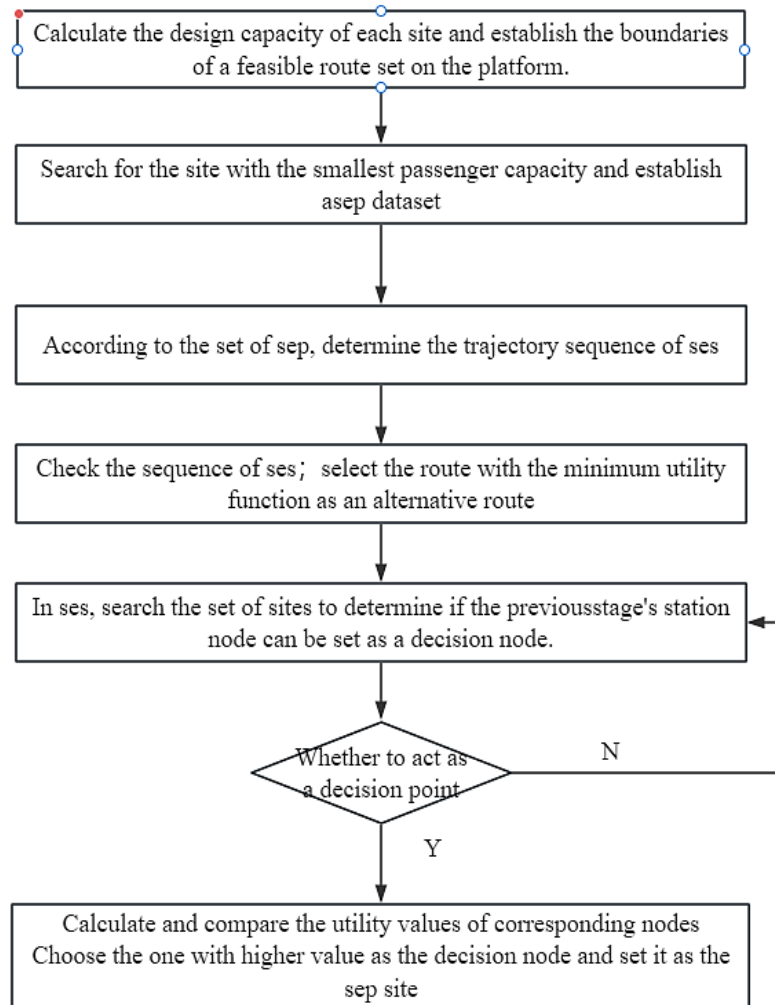 Calculate the design capacity of each site and establish the boundaries
of a feasible route set on the platform.
Search for the site with the smallest passenger capacity and establish
asep dataset
According to the set of sep, determine the trajectory sequence of ses
Check the sequence of ses；select the route with the minimum utility
function as an alternative route
In ses, search the set of sites to determine if the previousstage's station
node can be set as a decision node.
Whether to act as
a decision point
N
Y
Calculate and compare the utility values of corresponding nodes
Choose the one with higher value as the decision node and set it as the
sep site